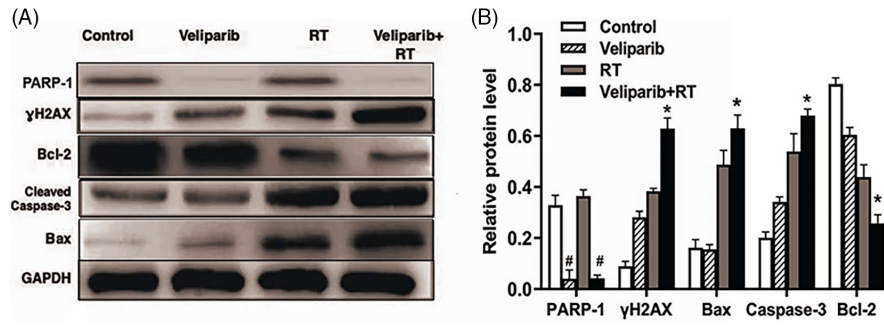 (A)
Control Veliparib RT Veliparib+
RT
PARP-1
ɣH2AX
Bcl-2
Cleaved
Caspase-3
Bax
GAPDH
(B)
Control
Veliparib
RT
Veliparib+RT
Relative protein level
1.0
0.8
0.6
0.4
0.2
0.0
* * * *
# #
PARP-1 γH2AX Bax Caspase-3 Bcl-2